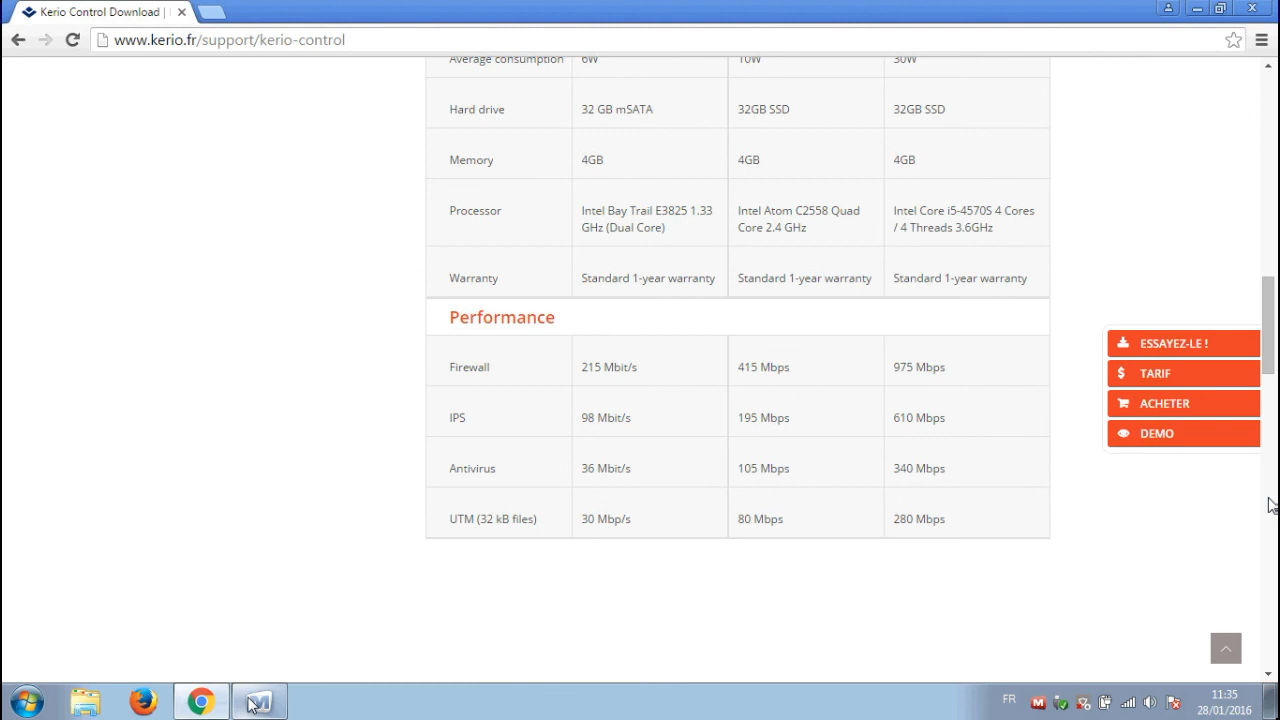 Kerio Control Download |
www.kerio.fr/support/kerio-control
Average consumption 6W 10W 30W
Hard drive 32 GB mSATA 32GB SSD 32GB SSD
Memory 4GB 4GB 4GB
Processor Intel Bay Trail E3825 1.33 Intel Atom C2558 Quad Intel Core i5-4570S 4 Cores
GHz (Dual Core) Core 2.4 GHz / 4 Threads 3.6GHz
Warranty Standard 1-year warranty Standard 1-year warranty Standard 1-year warranty
Performance
Firewall 215 Mbit/s 415 Mbps 975 Mbps
IPS 98 Mbit/s 195 Mbps 610 Mbps
Antivirus 36 Mbit/s 105 Mbps 340 Mbps
UTM (32 kB files) 30 Mbp/s 80 Mbps 280 Mbps
ESSAYEZ-LE !
$ TARIF
ACHETER
DEMO
FR
11:35
28/01/2016